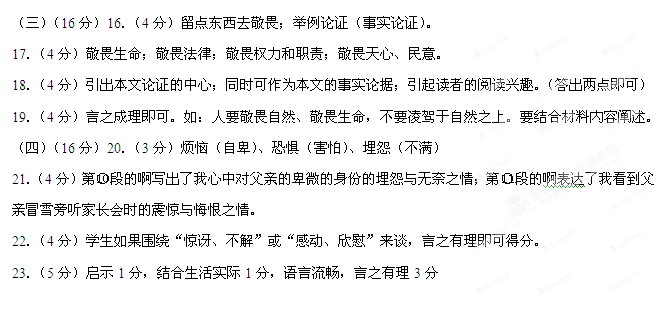 （三）（16分）16.（4分）留点东西去敬畏；举例论证（事实论证）。
17.（4分）敬畏生命；敬畏法律；敬畏权力和职责；敬畏天心、民意。
18.（4分）引出本文论证的中心；同时可作为本文的事实论据；引起读者的阅读兴趣。（答出两点即可）
19.（4分）言之成理即可。如：人要敬畏自然、敬畏生命，不要凌驾于自然之上。要结合材料内容阐述。
（四）（16分）20.（3分）烦恼（自卑）、恐惧（害怕）、埋怨（不满）
21.（4分）第⑩段的啊写出了我心中对父亲的卑微的身份的埋怨与无奈之情；第⑪段的啊表达了我看到父
亲冒雪旁听家长会时的震惊与悔恨之情。
22.（4分）学生如果围绕“惊讶、不解”或“感动、欣慰”来谈，言之有理即可得分。
23.（5分）启示1分，结合生活实际1分，语言流畅，言之有理3分